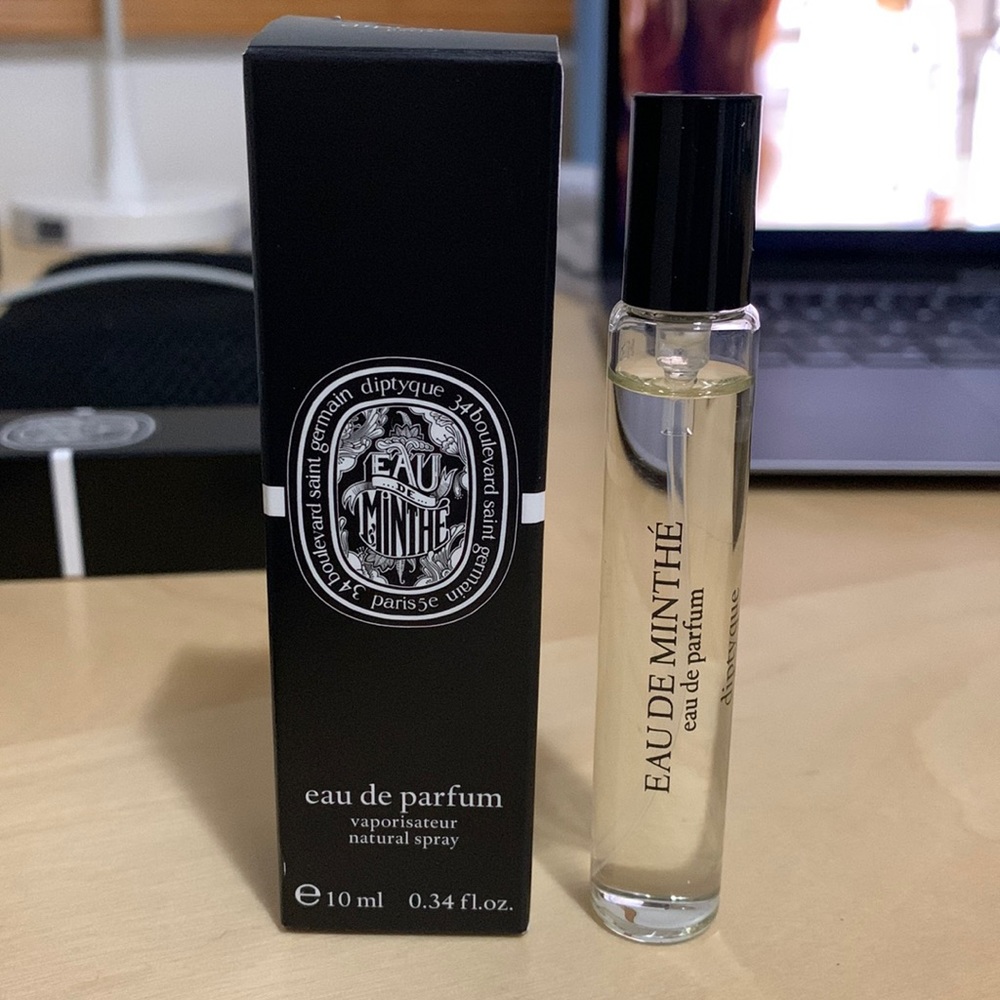 diptyque 34 boulevard saint germain paris 5e 34 boulevard saint germain
EAU
DE
MINTHÉ
eau de parfum
vaporisateur
natural spray
e 10 ml 0.34 fl.oz.
EAU DE MINTHÉ
eau de parfum
diptyque